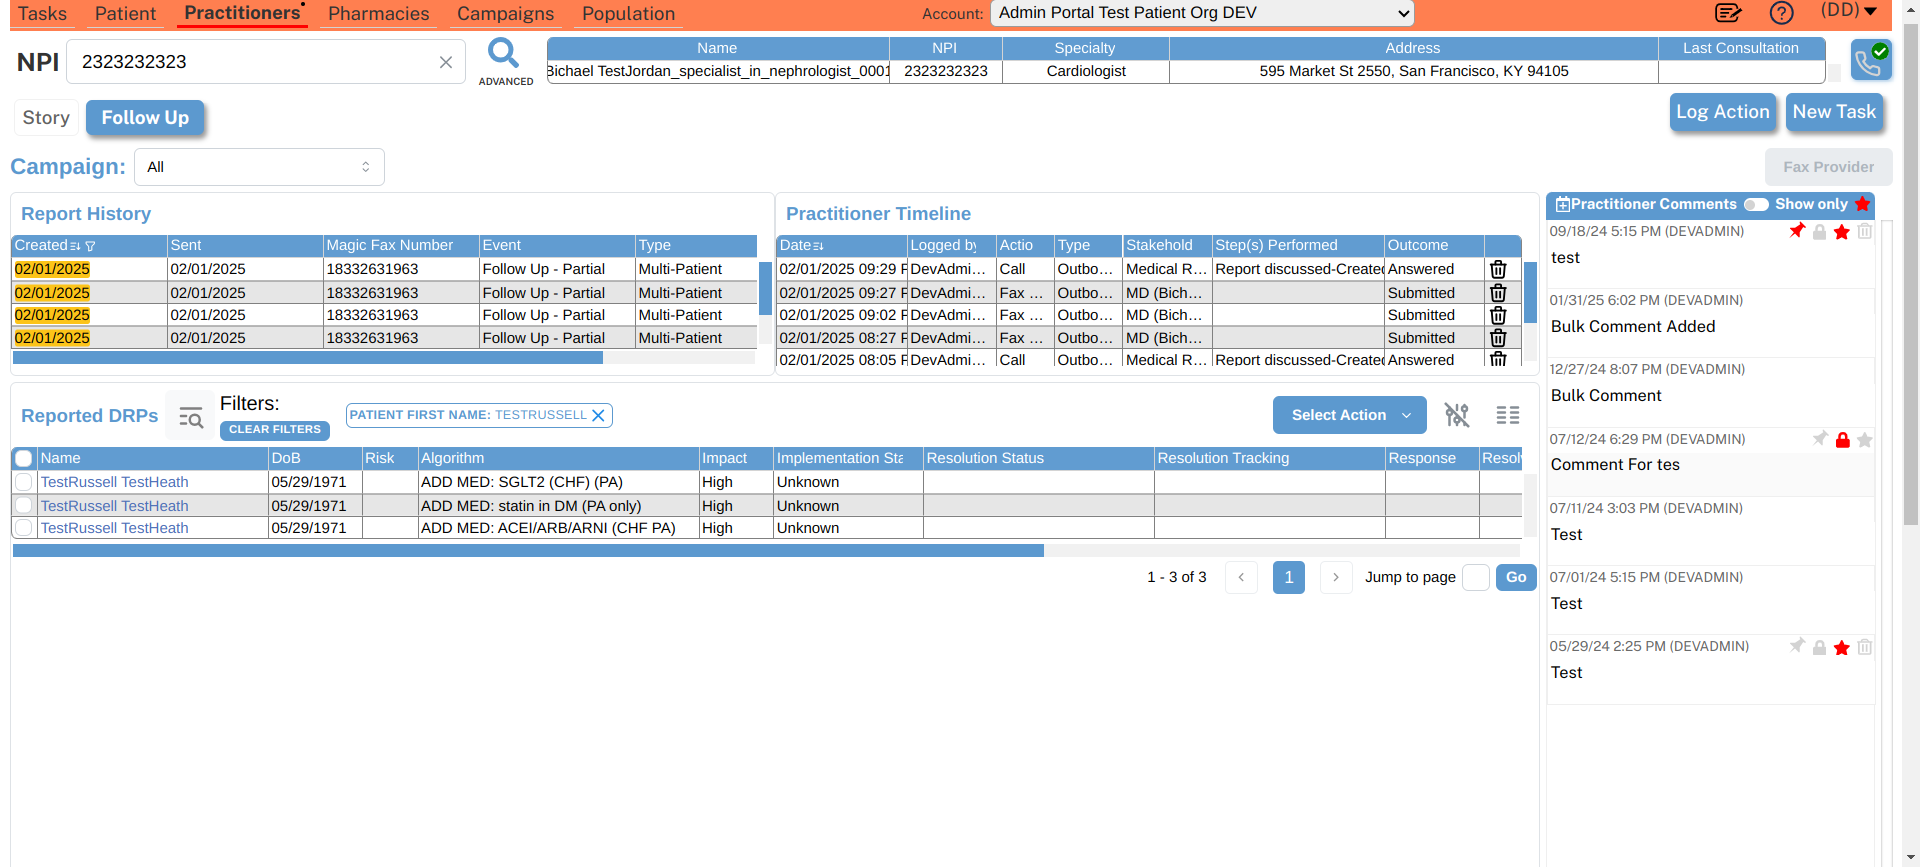 Tasks Patient Practitioners Pharmacies Campaigns Population Account: Admin Portal Test Patient Org DEV (DD)
NPI 2323232323 ADVANCED
Name NPI Specialty Address Last Consultation
Bichael TestJordan_specialist_in_nephrologist_0001 2323232323 Cardiologist 595 Market St 2550, San Francisco, KY 94105
Story Follow Up Log Action New Task
Campaign: All Fax Provider
Report History
Created Sent Magic Fax Number Event Type
02/01/2025 02/01/2025 18332631963 Follow Up - Partial Multi-Patient
02/01/2025 02/01/2025 18332631963 Follow Up - Partial Multi-Patient
02/01/2025 02/01/2025 18332631963 Follow Up - Partial Multi-Patient
02/01/2025 02/01/2025 18332631963 Follow Up - Partial Multi-Patient
Practitioner Timeline
Date Logged by Actio Type Stakehold Step(s) Performed Outcome
02/01/2025 09:29 P DevAdmi... Call Outbo... Medical R... Report discussed-Created Answered
02/01/2025 09:27 P DevAdmi... Fax ... Outbo... MD (Bich... Submitted
02/01/2025 09:02 P DevAdmi... Fax ... Outbo... MD (Bich... Submitted
02/01/2025 08:27 P DevAdmi... Fax ... Outbo... MD (Bich... Submitted
02/01/2025 08:05 P DevAdmi... Call Outbo... Medical R... Report discussed-Created Answered
Reported DRPs Filters: CLEAR FILTERS PATIENT FIRST NAME: TESTRUSSELL Select Action
Name DoB Risk Algorithm Impact Implementation Sta Resolution Status Resolution Tracking Response Resolv
TestRussell TestHeath 05/29/1971 ADD MED: SGLT2 (CHF) (PA) High Unknown
TestRussell TestHeath 05/29/1971 ADD MED: statin in DM (PA only) High Unknown
TestRussell TestHeath 05/29/1971 ADD MED: ACEI/ARB/ARNI (CHF PA) High Unknown
1 - 3 of 3 1 Jump to page Go
Practitioner Comments Show only
09/18/24 5:15 PM (DEVADMIN)
test
01/31/25 6:02 PM (DEVADMIN)
Bulk Comment Added
12/27/24 8:07 PM (DEVADMIN)
Bulk Comment
07/12/24 6:29 PM (DEVADMIN)
Comment For tes
07/11/24 3:03 PM (DEVADMIN)
Test
07/01/24 5:15 PM (DEVADMIN)
Test
05/29/24 2:25 PM (DEVADMIN)
Test